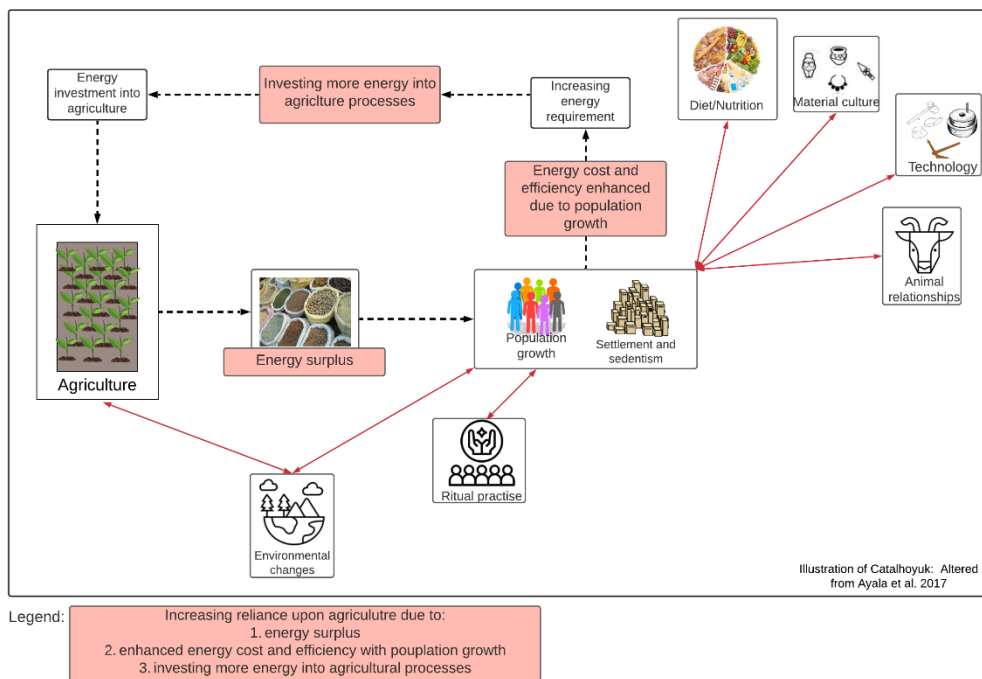 Energy
investment into
agriculture
Investing more energy into
agriclture processes
Increasing
energy
requirement
Diet/Nutrition
Material culture
Technology
Energy cost and
efficiency enhanced
due to population
growth
Animal
relationships
Agriculture
Energy surplus
Population
growth
Settlement and
sedentism
Ritual practise
Environmental
changes
Illustration of Catalhoyuk: Altered
from Ayala et al. 2017
Legend:
Increasing reliance upon agriculutre due to:
1. energy surplus
2. enhanced energy cost and efficiency with pouplation growth
3. investing more energy into agricultural processes